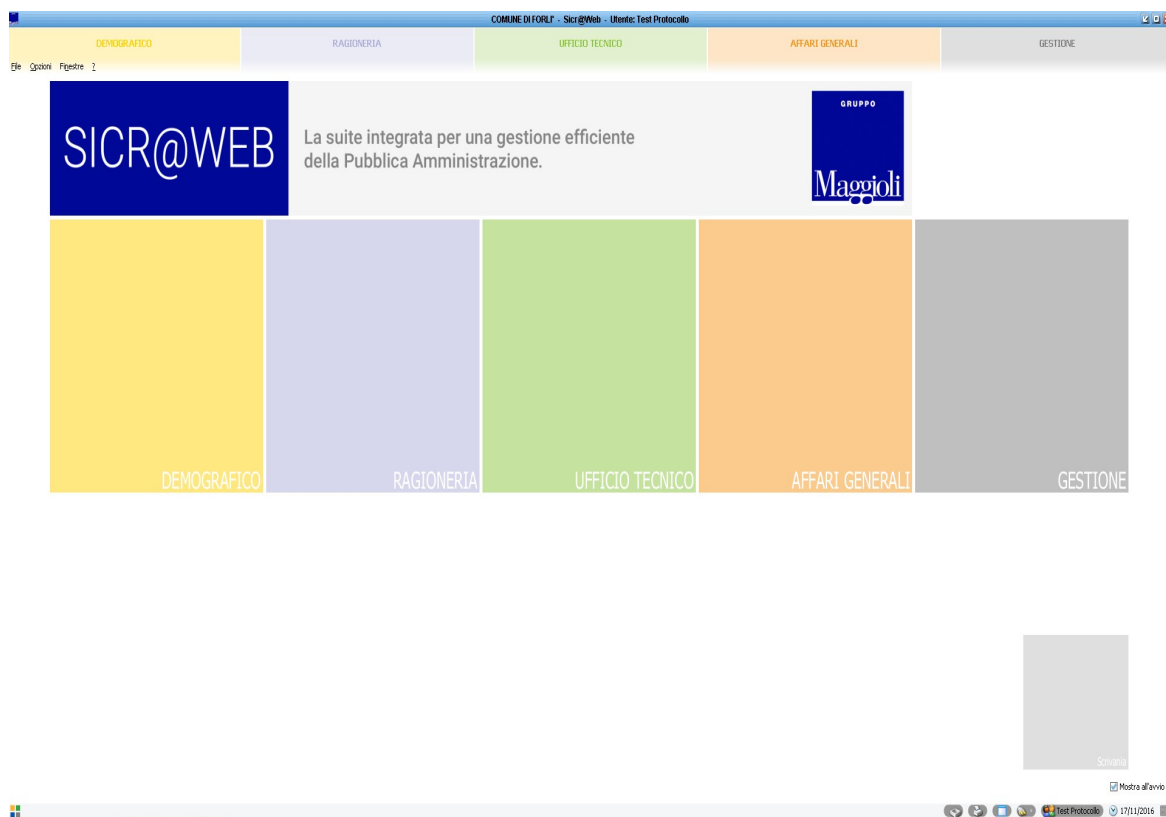 COMUNE DI FORLI' - Sicr@Web - Utente: Test Protocollo
DEMOGRAFICO RAGIONERIA UFFICIO TECNICO AFFARI GENERALI GESTIONE
File Opzioni Finestre ?
SICR@WEB
La suite integrata per una gestione efficiente
della Pubblica Amministrazione.
GRUPPO
Maggioli
DEMOGRAFICO RAGIONERIA UFFICIO TECNICO AFFARI GENERALI GESTIONE
Scrivania
Mostra all'avvio
Test Protocollo 17/11/2016